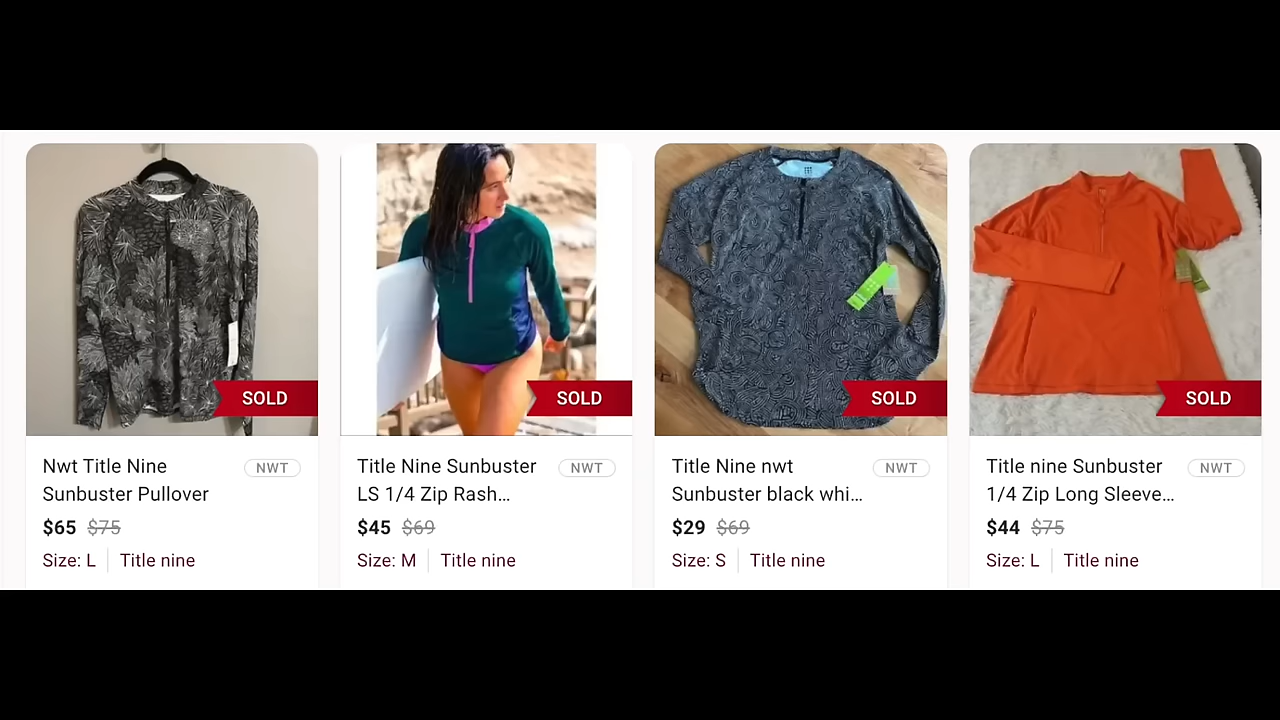 SOLD
SOLD
SOLD
SOLD
Nwt Title Nine
Sunbuster Pullover
NWT
$65 $75
Size: L Title nine
Title Nine Sunbuster
LS 1/4 Zip Rash...
NWT
$45 $69
Size: M Title nine
Title Nine nwt
Sunbuster black whi...
NWT
$29 $69
Size: S Title nine
Title nine Sunbuster
1/4 Zip Long Sleeve...
NWT
$44 $75
Size: L Title nine